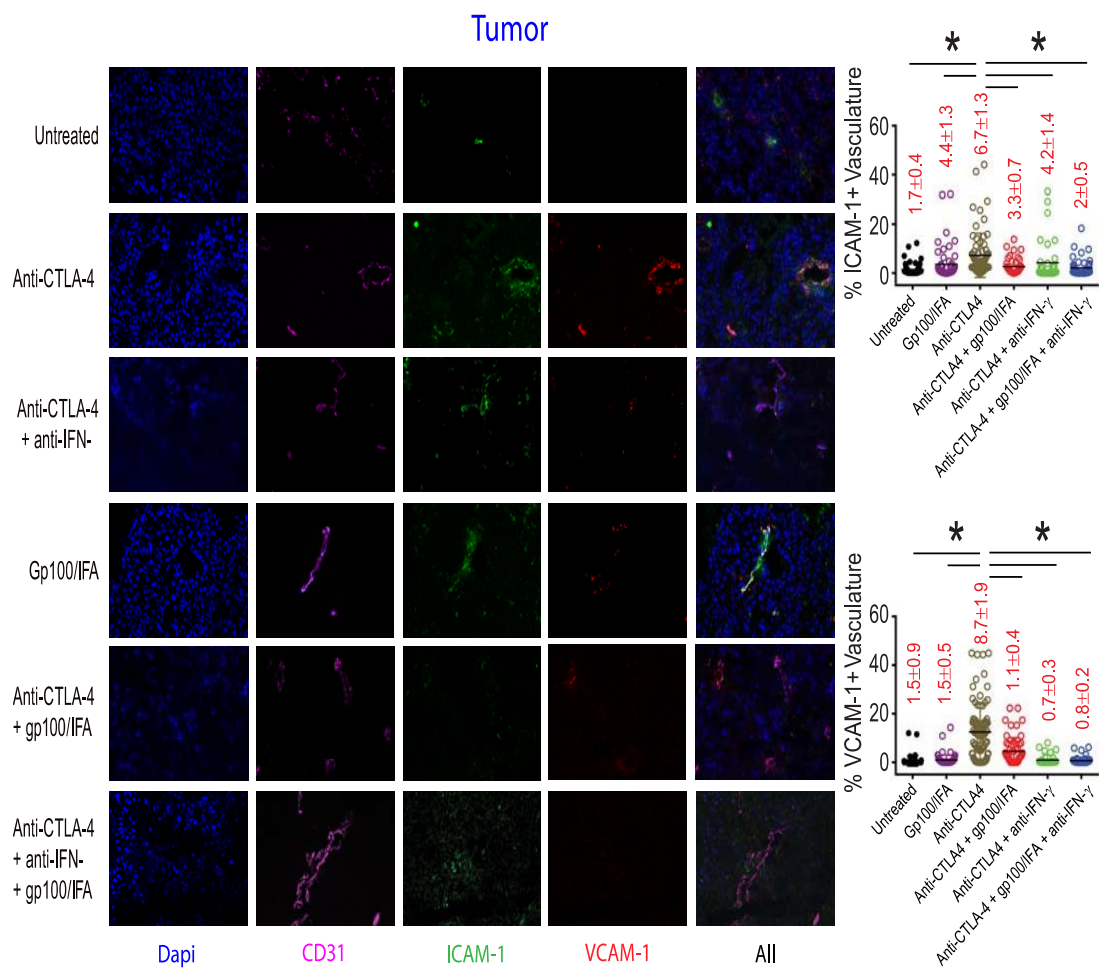 Tumor
Untreated
Anti-CTLA-4
Anti-CTLA-4
+ anti-IFN-
Gp100/IFA
Anti-CTLA-4
+ gp100/IFA
Anti-CTLA-4
+ anti-IFN-
+ gp100/IFA
Dapi
CD31
ICAM-1
VCAM-1
All
* *
% ICAM-1+ Vasculature
60
40
20
0
1.7±0.4
4.4±1.3
6.7±1.3
3.3±0.7
4.2±1.4
2±0.5
Untreated
Gp100/IFA
Anti-CTLA4
Anti-CTLA4 + gp100/IFA
Anti-CTLA4 + anti-IFN-γ
Anti-CTLA-4 + gp100/IFA + anti-IFN-γ
* *
% VCAM-1+ Vasculature
60
40
20
0
1.5±0.9
1.5±0.5
8.7±1.9
1.1±0.4
0.7±0.3
0.8±0.2
Untreated
Gp100/IFA
Anti-CTLA4
Anti-CTLA4 + gp100/IFA
Anti-CTLA4 + anti-IFN-γ
Anti-CTLA-4 + gp100/IFA + anti-IFN-γ